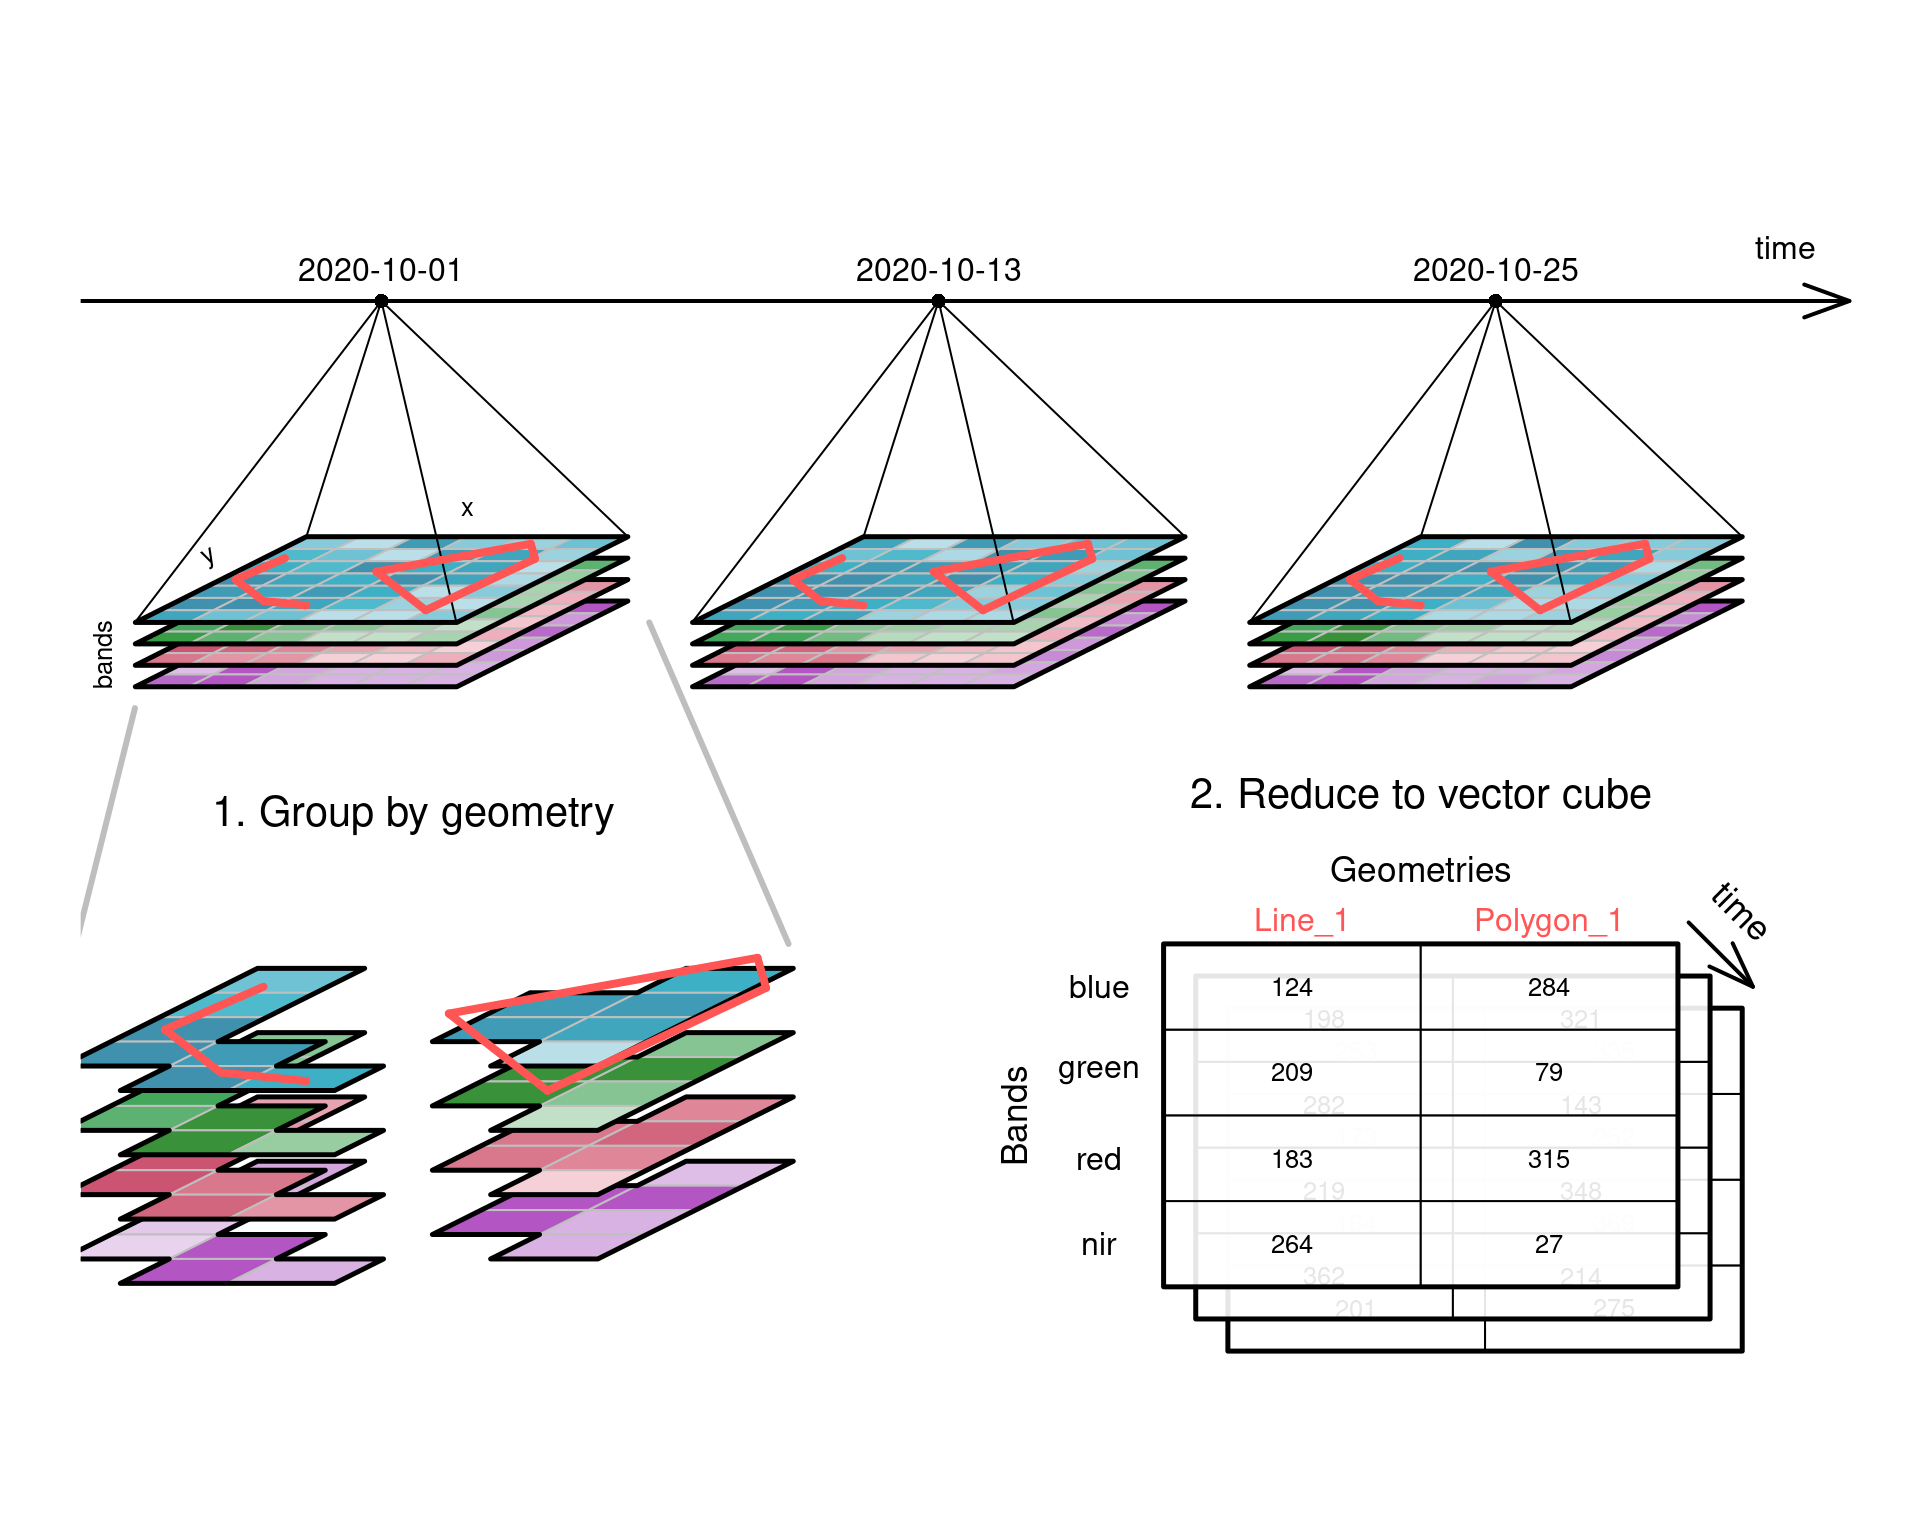 time
2020-10-01 2020-10-13 2020-10-25
x
y
bands
1. Group by geometry
2. Reduce to vector cube
Geometries
time
Line_1 Polygon_1
Bands
blue 124 284
198 321
green 209 79
282 143
red 183 315
219 348
nir 264 27
362 214
201 275